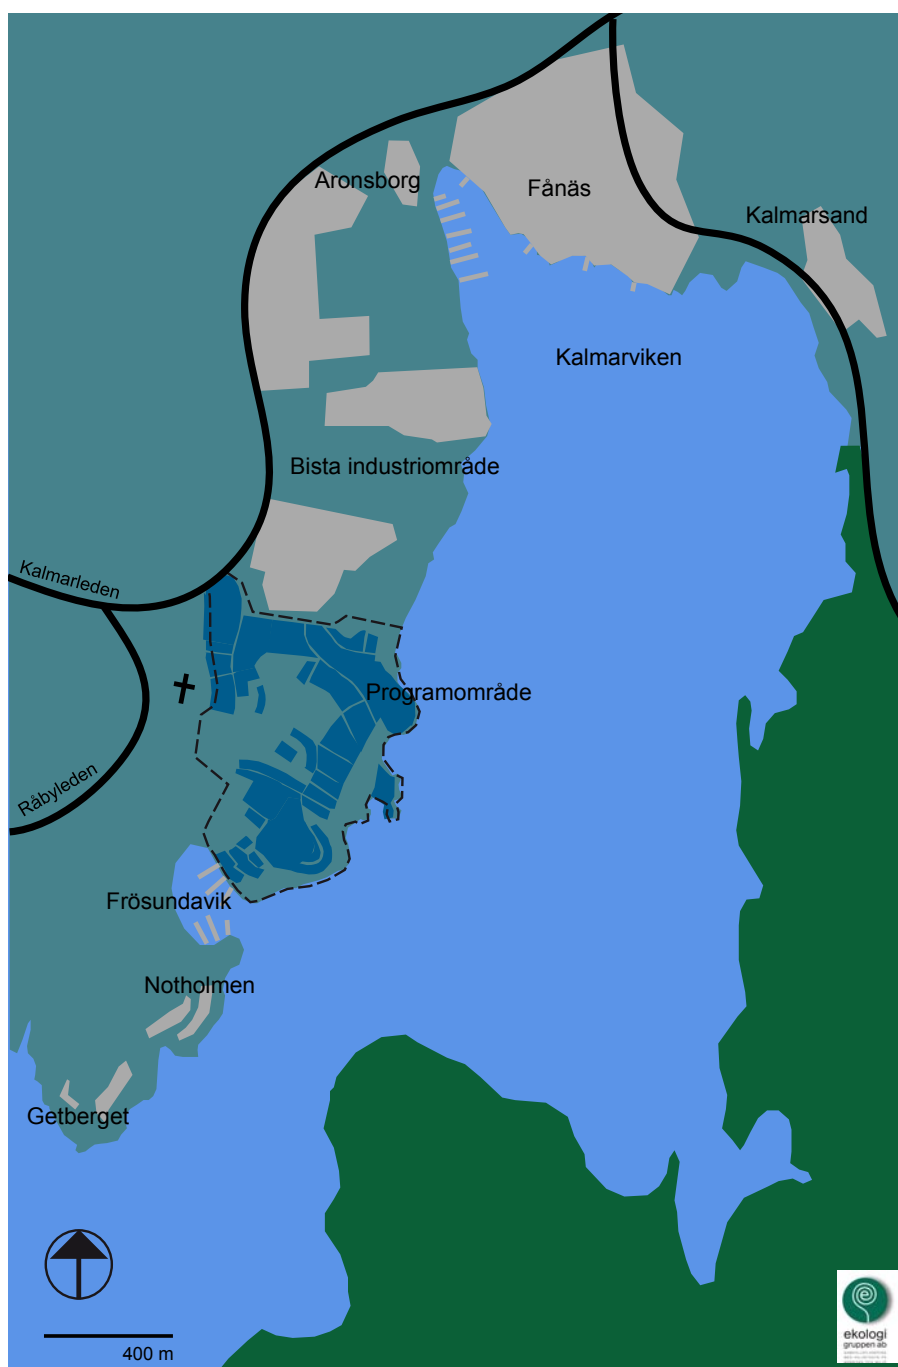 Aronsborg
Fånäs
Kalmarsand
Kalmarviken
Bista industriområde
Kalmarleden
Programområde
Råbyleden
Frösundavik
Notholmen
Getberget
400 m
ekologi
gruppen ab